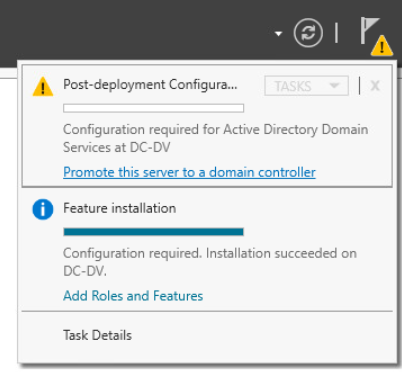 Post-deployment Configura...
TASKS
X
Configuration required for Active Directory Domain
Services at DC-DV
Promote this server to a domain controller
Feature installation
Configuration required. Installation succeeded on
DC-DV.
Add Roles and Features
Task Details